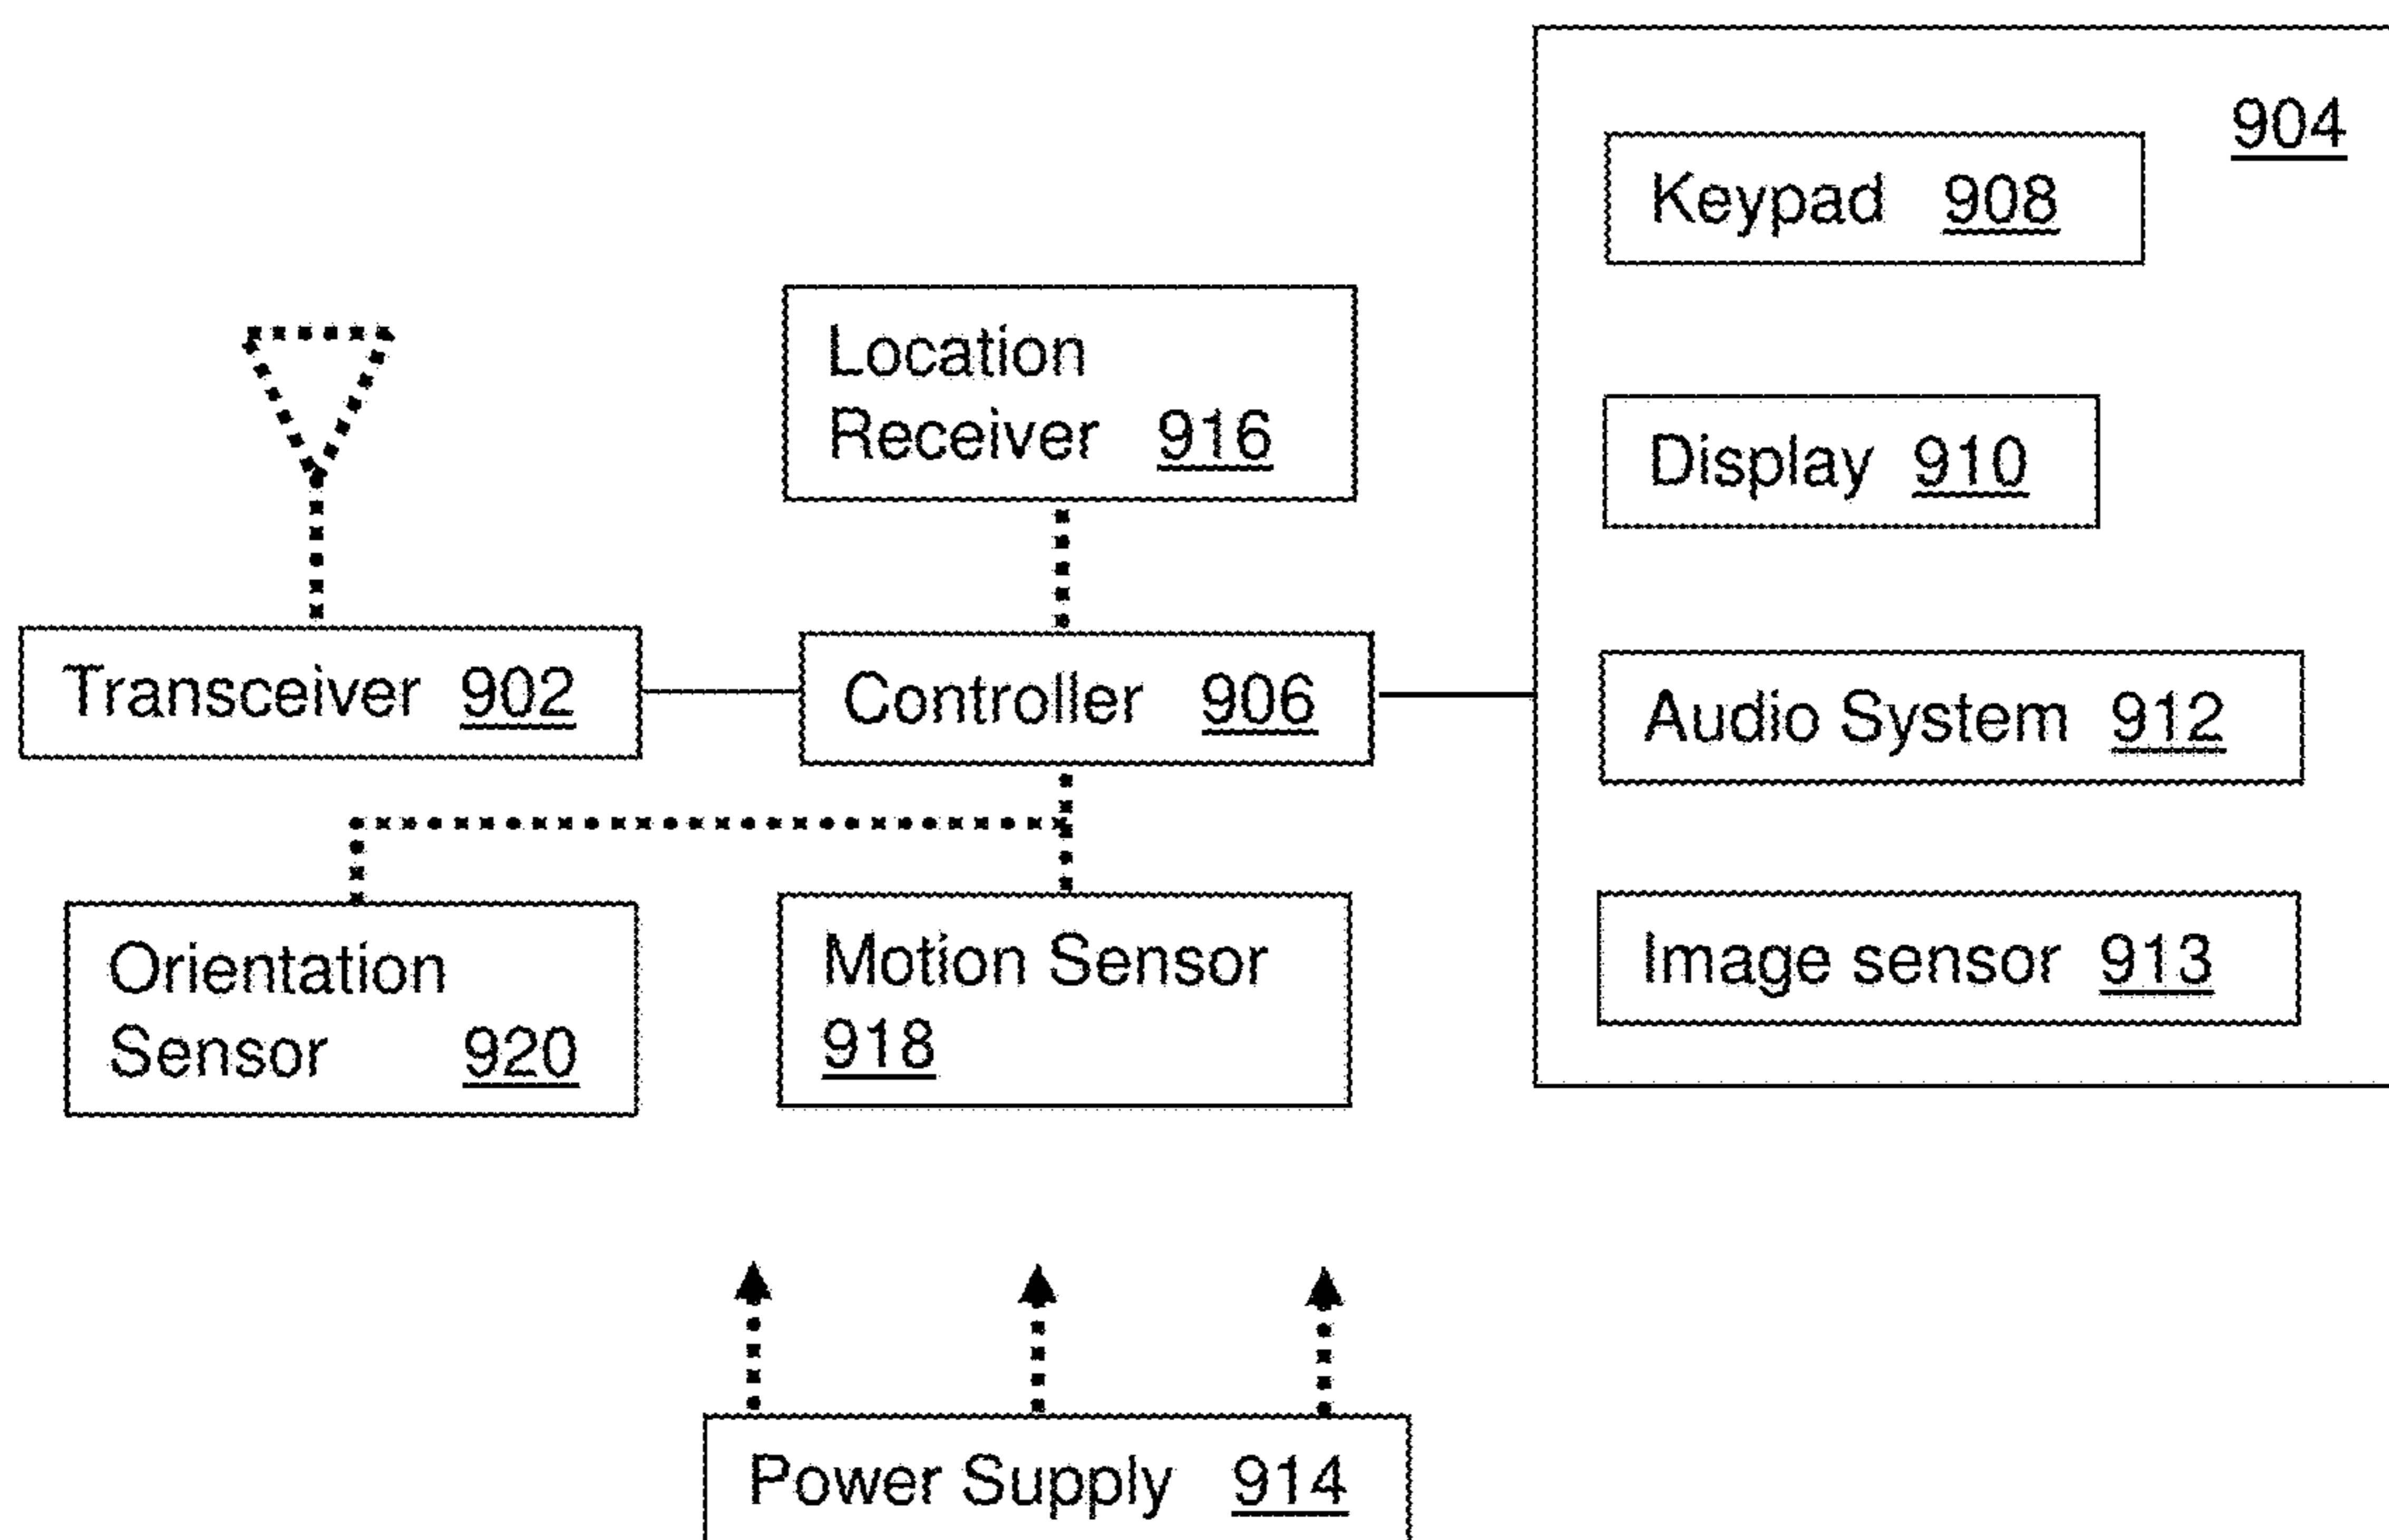 904
Keypad 908
Location
Receiver 916
Display 910
Transceiver 902
Controller 906
Audio System 912
Orientation
Sensor 920
Motion Sensor
918
Image sensor 913
Power Supply 914